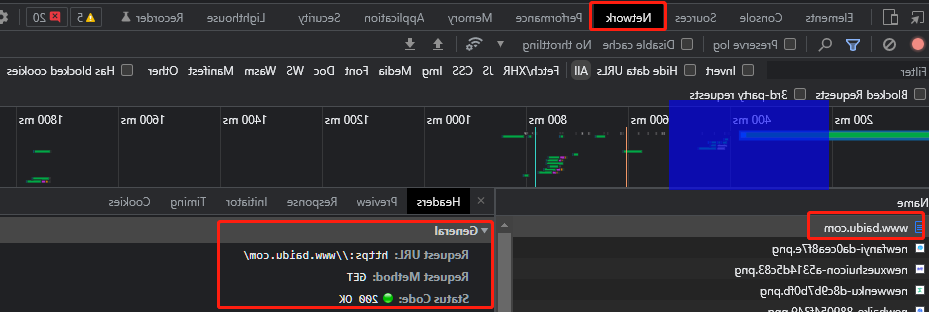 Elements Console Sources Network Performance Memory Application Security Lighthouse Recorder 5 20
Preserve log Disable cache No throttling
Filter Invert Hide data URLs All Fetch/XHR JS CSS Img Media Font Doc WS Wasm Manifest Other Has blocked cookies
Blocked Requests 3rd-party requests
200 ms 400 ms 600 ms 800 ms 1000 ms 1200 ms 1400 ms 1600 ms 1800 ms
Name
www.baidu.com
newfanyi-da0cea8f7e.png
newxueshuicon-a5314d5c83.png
newwenku-d8c9b7b0fb.png
× Headers Preview Response Initiator Timing Cookies
General
Request URL: https://www.baidu.com/
Request Method: GET
Status Code: 200 OK